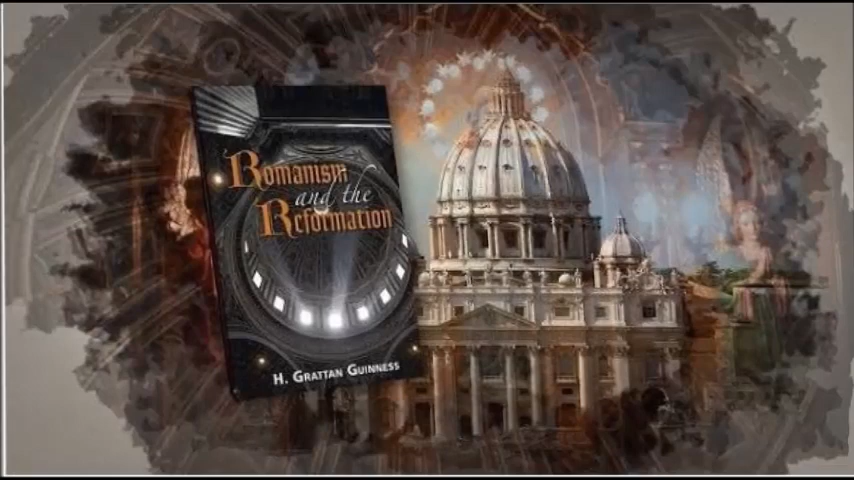 Romanism
and the
Reformation
H. GRATTAN GUINNESS